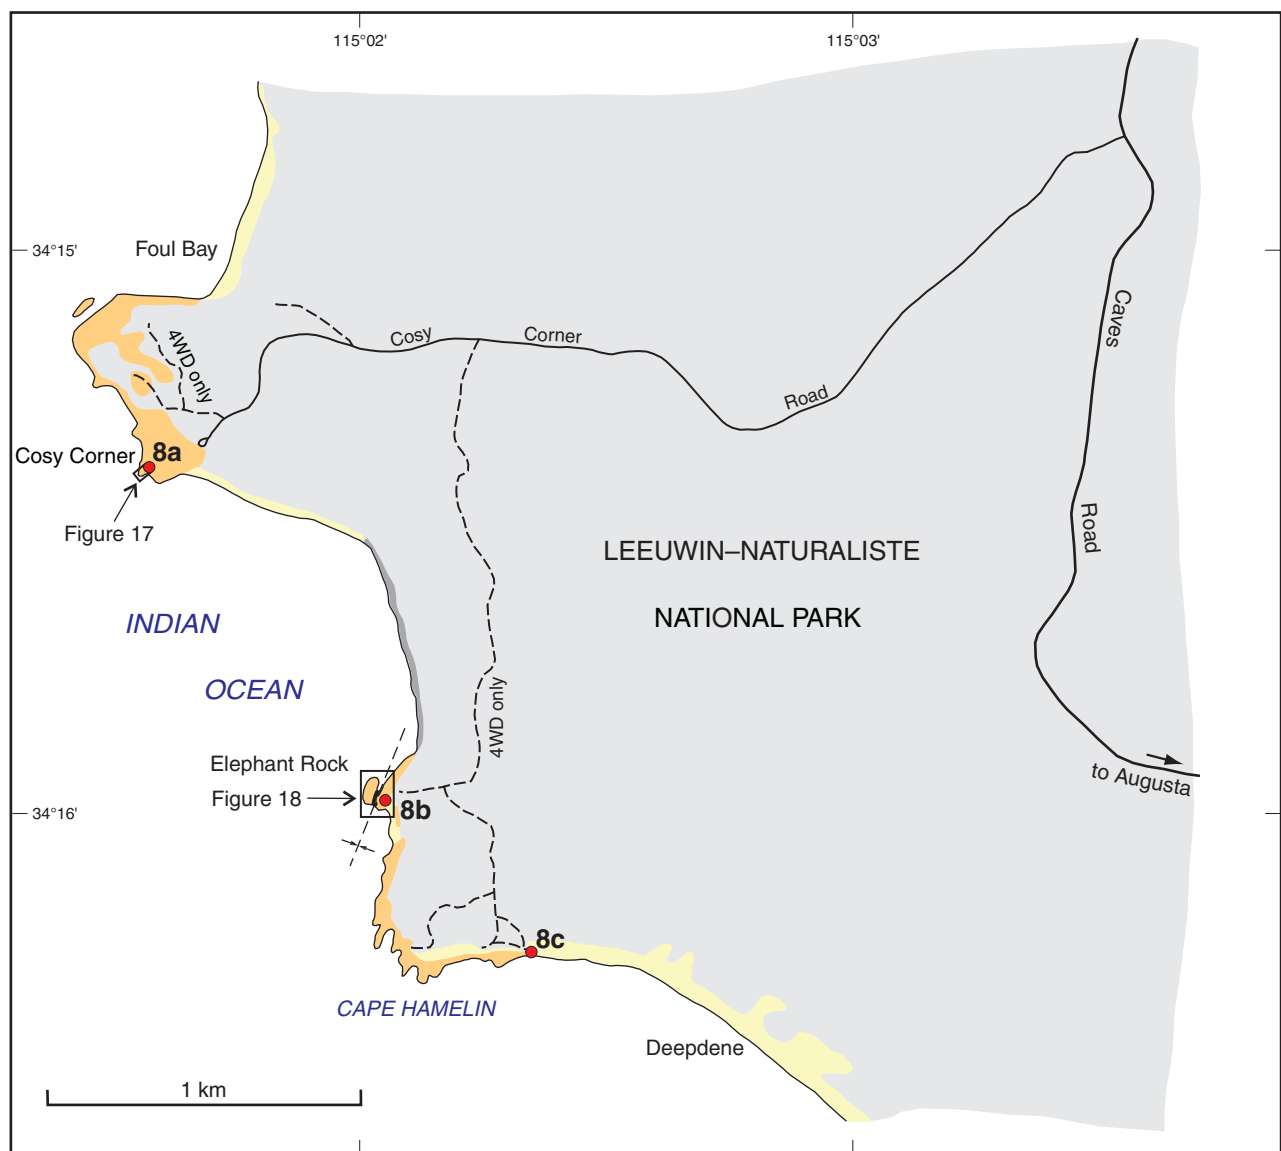 115°02'
115°03'
34°15'
Foul Bay
Caves
4WD only
Cosy
Corner
Road
Cosy Corner
8a
Figure 17
Road
LEEUWIN–NATURALISTE
NATIONAL PARK
INDIAN
OCEAN
4WD only
Elephant Rock
to Augusta
Figure 18
8b
34°16'
8c
CAPE HAMELIN
Deepdene
1 km